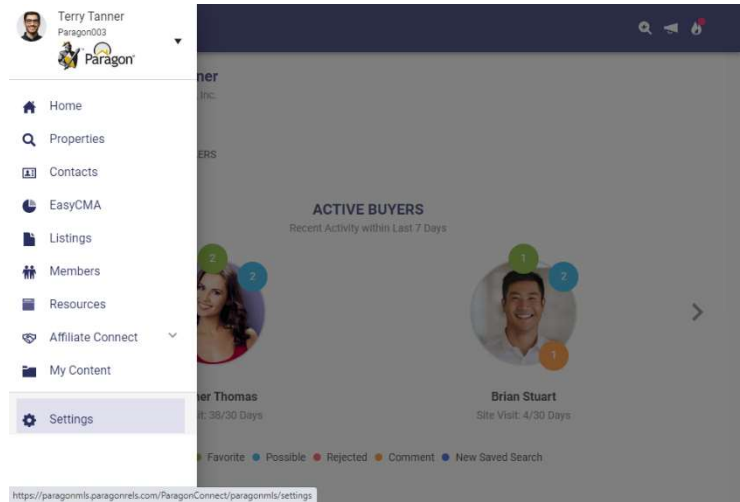 Terry Tanner
Paragon003
Paragon
Home
Properties
Contacts
EasyCMA
Listings
Members
Resources
Affiliate Connect
My Content
Settings
ner
, Inc.
ERS
ACTIVE BUYERS
Recent Activity within Last 7 Days
2
2
1
2
1
ner Thomas
it: 38/30 Days
Brian Stuart
Site Visit: 4/30 Days
Favorite Possible Rejected Comment New Saved Search
https://paragonmls.paragonrels.com/ParagonConnect/paragonmls/settings